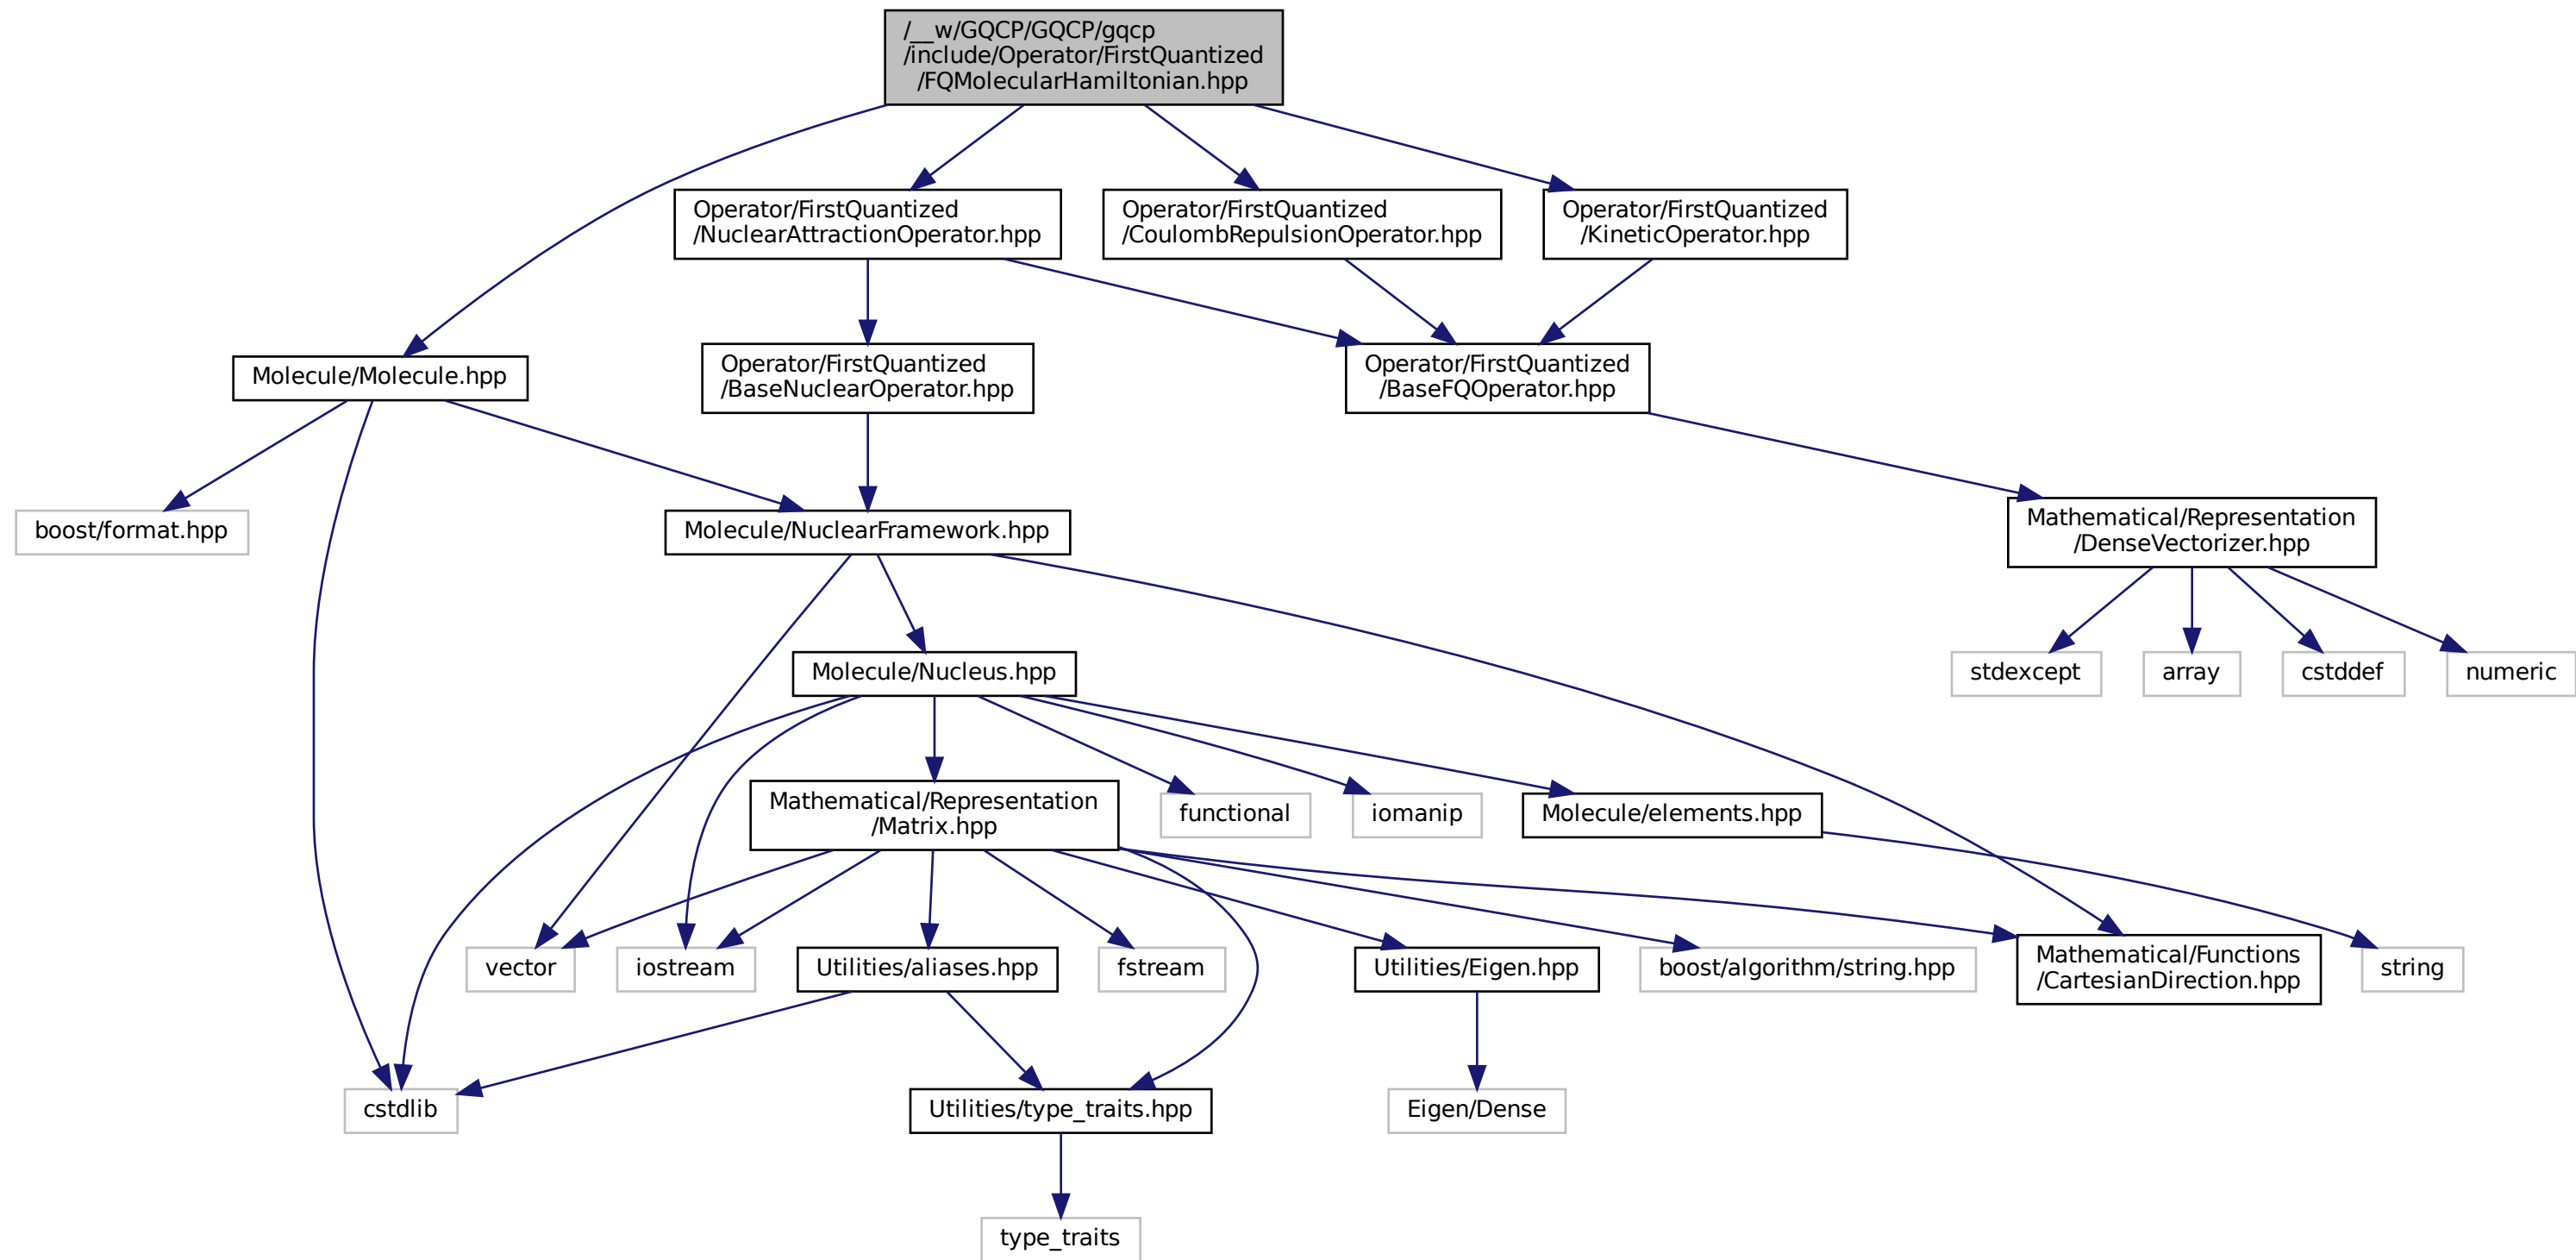 /__w/GQCP/GQCP/gqcp
/include/Operator/FirstQuantized
/FQMolecularHamiltonian.hpp
Operator/FirstQuantized
/NuclearAttractionOperator.hpp
Operator/FirstQuantized
/CoulombRepulsionOperator.hpp
Operator/FirstQuantized
/KineticOperator.hpp
Molecule/Molecule.hpp
Operator/FirstQuantized
/BaseNuclearOperator.hpp
Operator/FirstQuantized
/BaseFQOperator.hpp
boost/format.hpp
Molecule/NuclearFramework.hpp
Mathematical/Representation
/DenseVectorizer.hpp
Molecule/Nucleus.hpp
stdexcept
array
cstddef
numeric
Mathematical/Representation
/Matrix.hpp
functional
iomanip
Molecule/elements.hpp
vector
iostream
Utilities/aliases.hpp
fstream
Utilities/Eigen.hpp
boost/algorithm/string.hpp
Mathematical/Functions
/CartesianDirection.hpp
string
cstdlib
Utilities/type_traits.hpp
Eigen/Dense
type_traits